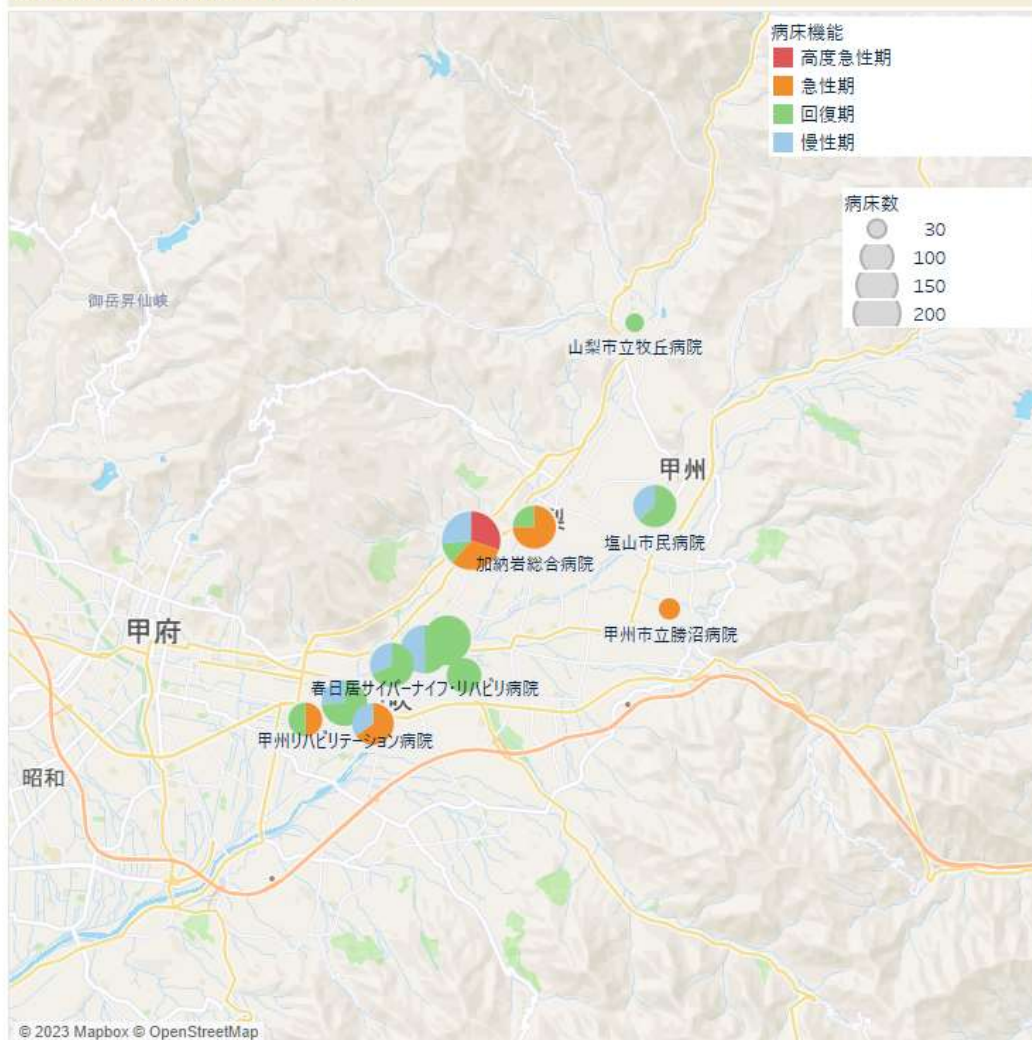 病床機能
高度急性期
急性期
回復期
慢性期
病床数
30
100
150
200
御岳昇仙峡
山梨市立牧丘病院
甲州
塩山市民病院
加納岩総合病院
甲州市立勝沼病院
甲府
春日居サイバーナイフ・リハビリ病院
甲州リハビリテーション病院
昭和
© 2023 Mapbox © OpenStreetMap